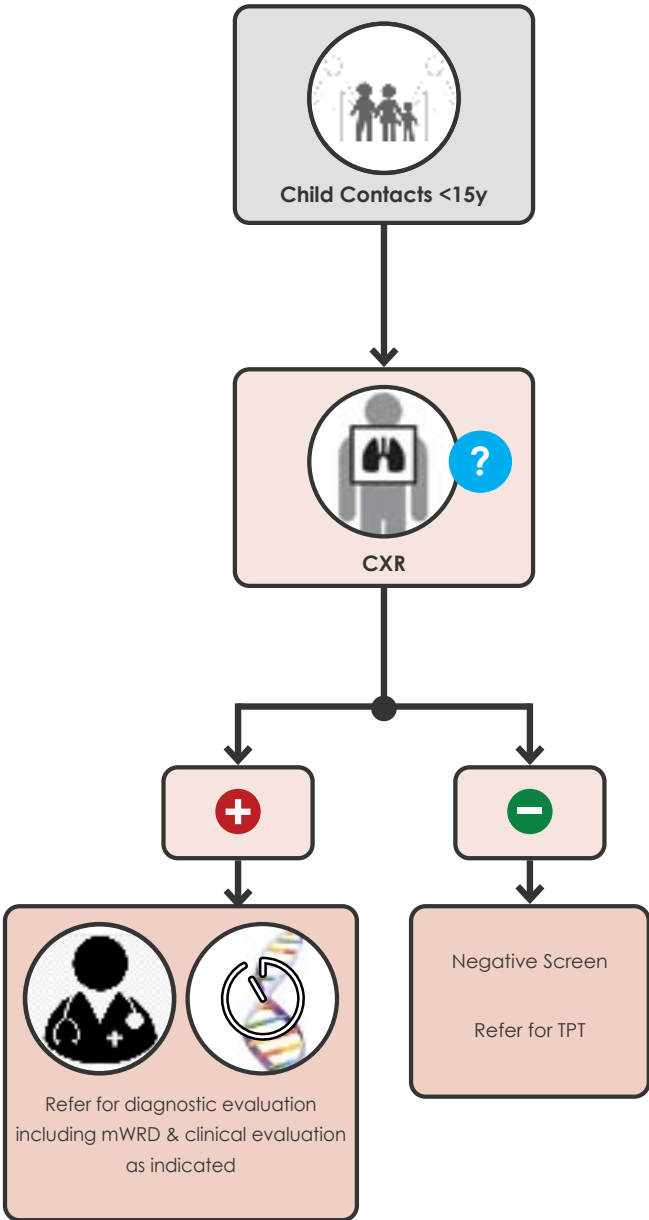 Child Contacts <15y
?
CXR
+
−
Negative Screen
Refer for TPT
Refer for diagnostic evaluation
including mWRD & clinical evaluation
as indicated